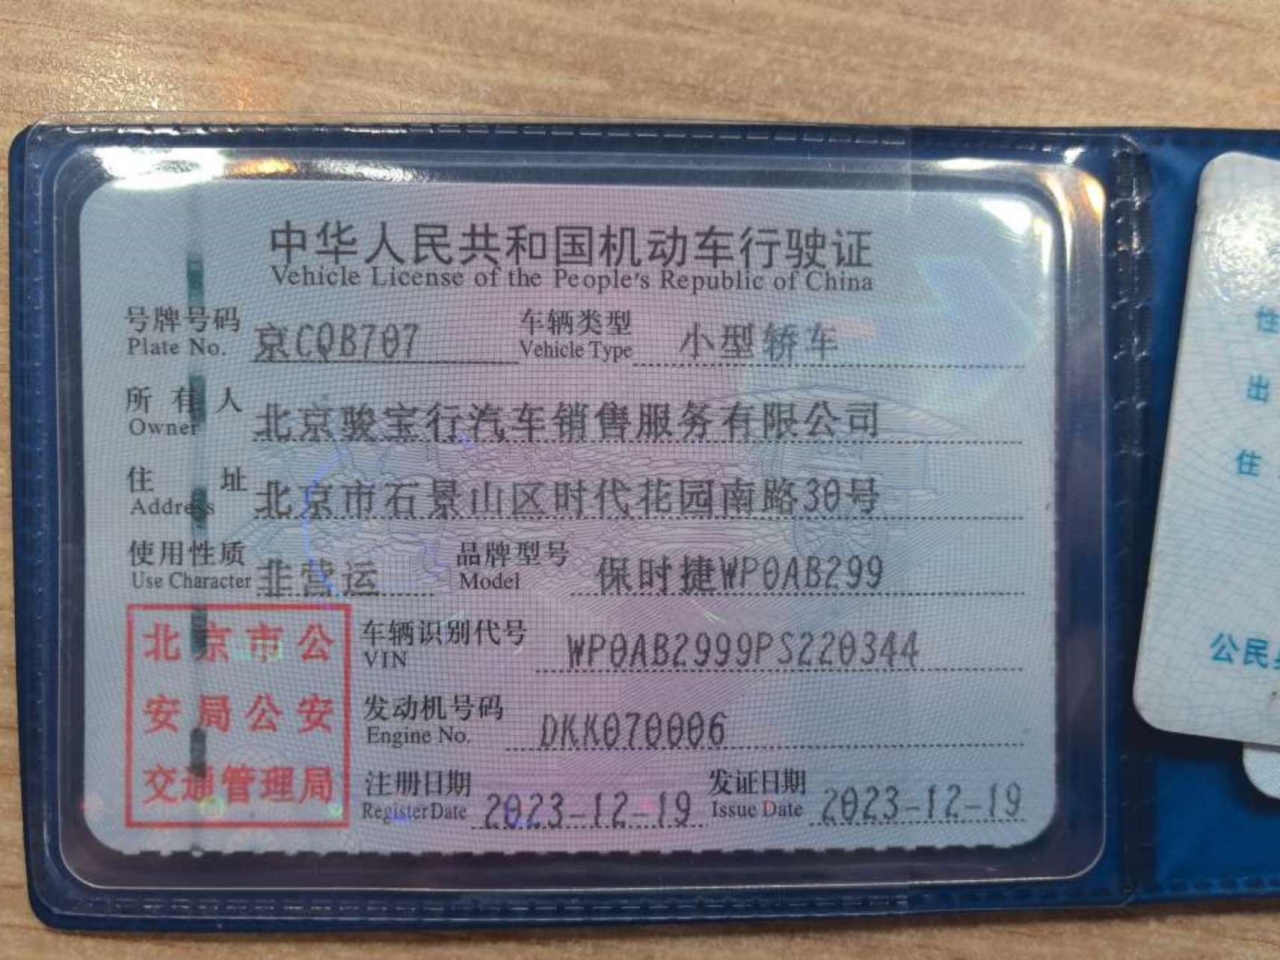 中华人民共和国机动车行驶证
Vehicle License of the People's Republic of China
号牌号码 京CQB707 车辆类型 小型轿车
Plate No. Vehicle Type
所有人 北京骏宝行汽车销售服务有限公司
Owner
住址 北京市石景山区时代花园南路30号
Address
使用性质 非营运 品牌型号 保时捷WP0AB299
Use Character Model
北京市公
安局公安
交通管理局
车辆识别代号 WP0AB2999PS220344
VIN
发动机号码 DKK070006
Engine No.
注册日期 2023-12-19 发证日期 2023-12-19
Register Date Issue Date
性
出
住
公民